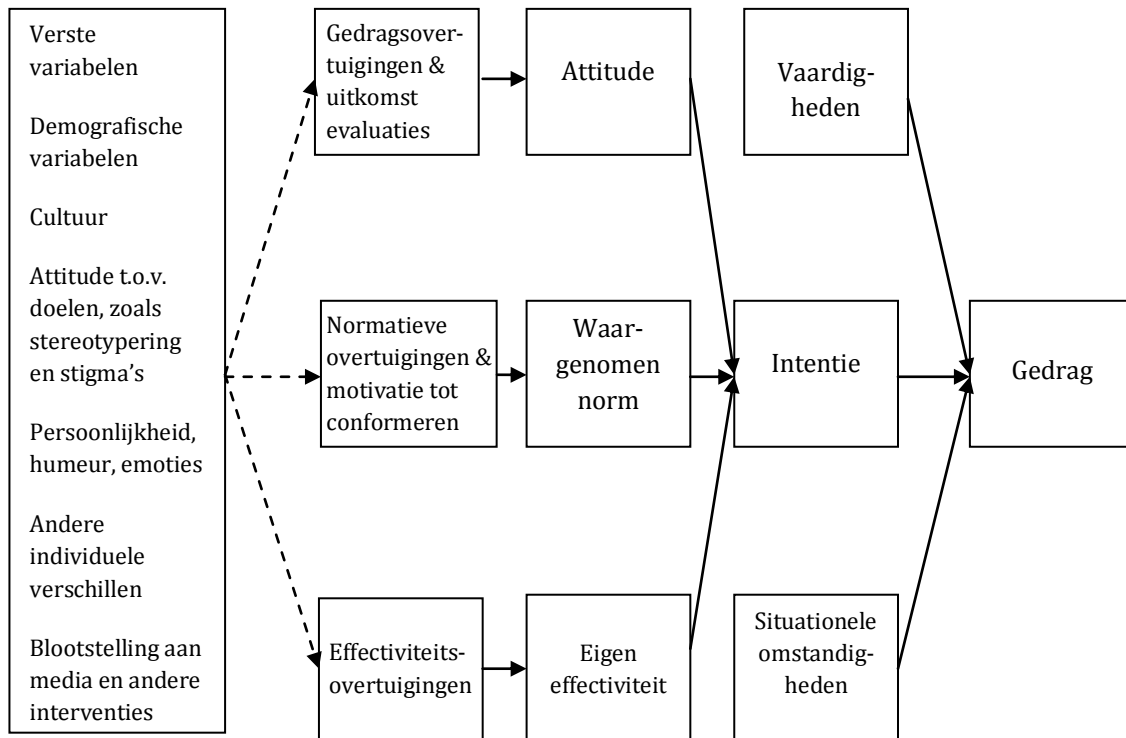 Verste
variabelen
Demografische
variabelen
Cultuur
Attitude t.o.v.
doelen, zoals
stereotypering
en stigma's
Persoonlijkheid,
humeur, emoties
Andere
individuele
verschillen
Blootstelling aan
media en andere
interventies
Gedragsover-
tuigingen &
uitkomst
evaluaties
Attitude
Vaardig-
heden
Normatieve
overtuigingen &
motivatie tot
conformeren
Waar-
genomen
norm
Intentie
Gedrag
Effectiviteits-
overtuigingen
Eigen
effectiviteit
Situationele
omstandig-
heden